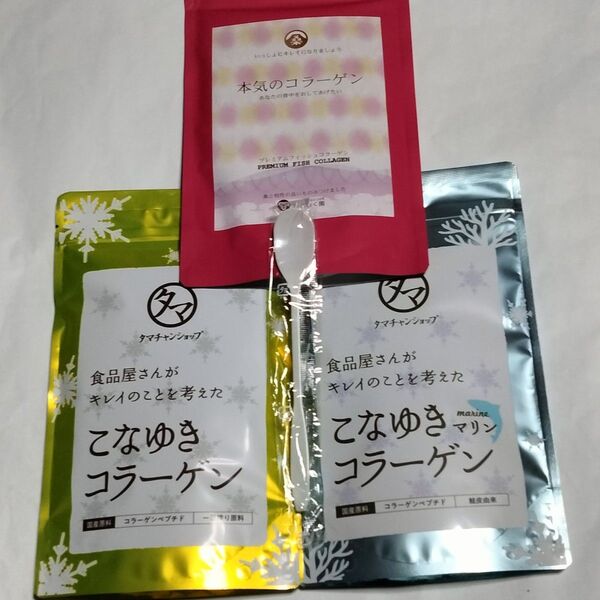 いっしょにキレイになりましょう
本気のコラーゲン
あなたの背中をおしてあげたい
プレミアムフィッシュコラーゲン
PREMIUM FISH COLLAGEN
タマ
タマチャンショップ
食品屋さんが
キレイのことを考えた
こなゆき
コラーゲン
国産原料 コラーゲンペプチド
タマ
タマチャンショップ
食品屋さんが
キレイのことを考えた
marine
こなゆき マリン
コラーゲン
国産原料 コラーゲンペプチド 鮭皮由来